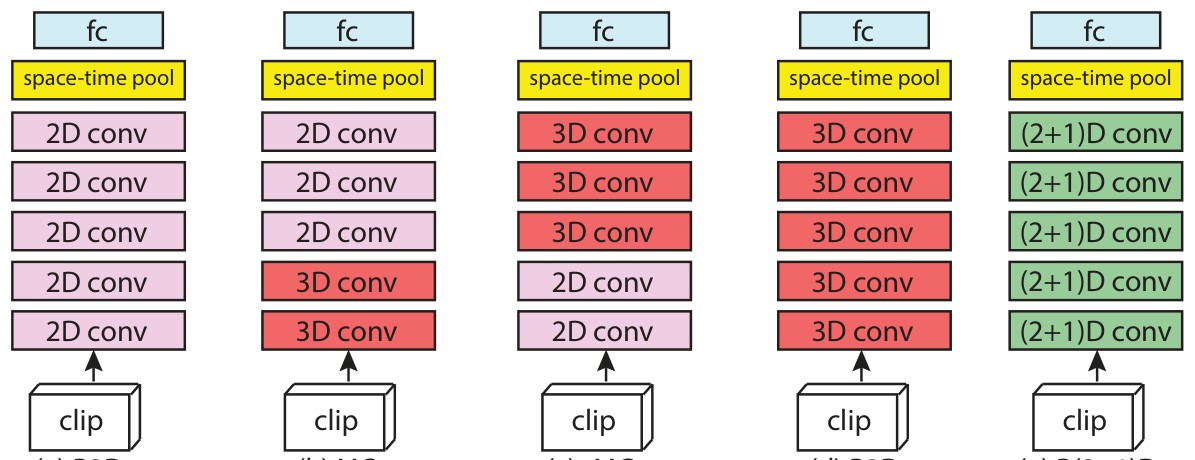 fc fc fc fc fc
space-time pool space-time pool space-time pool space-time pool space-time pool
2D conv 2D conv 3D conv 3D conv (2+1)D conv
2D conv 2D conv 3D conv 3D conv (2+1)D conv
2D conv 2D conv 3D conv 3D conv (2+1)D conv
2D conv 3D conv 2D conv 3D conv (2+1)D conv
2D conv 3D conv 2D conv 3D conv (2+1)D conv
clip clip clip clip clip